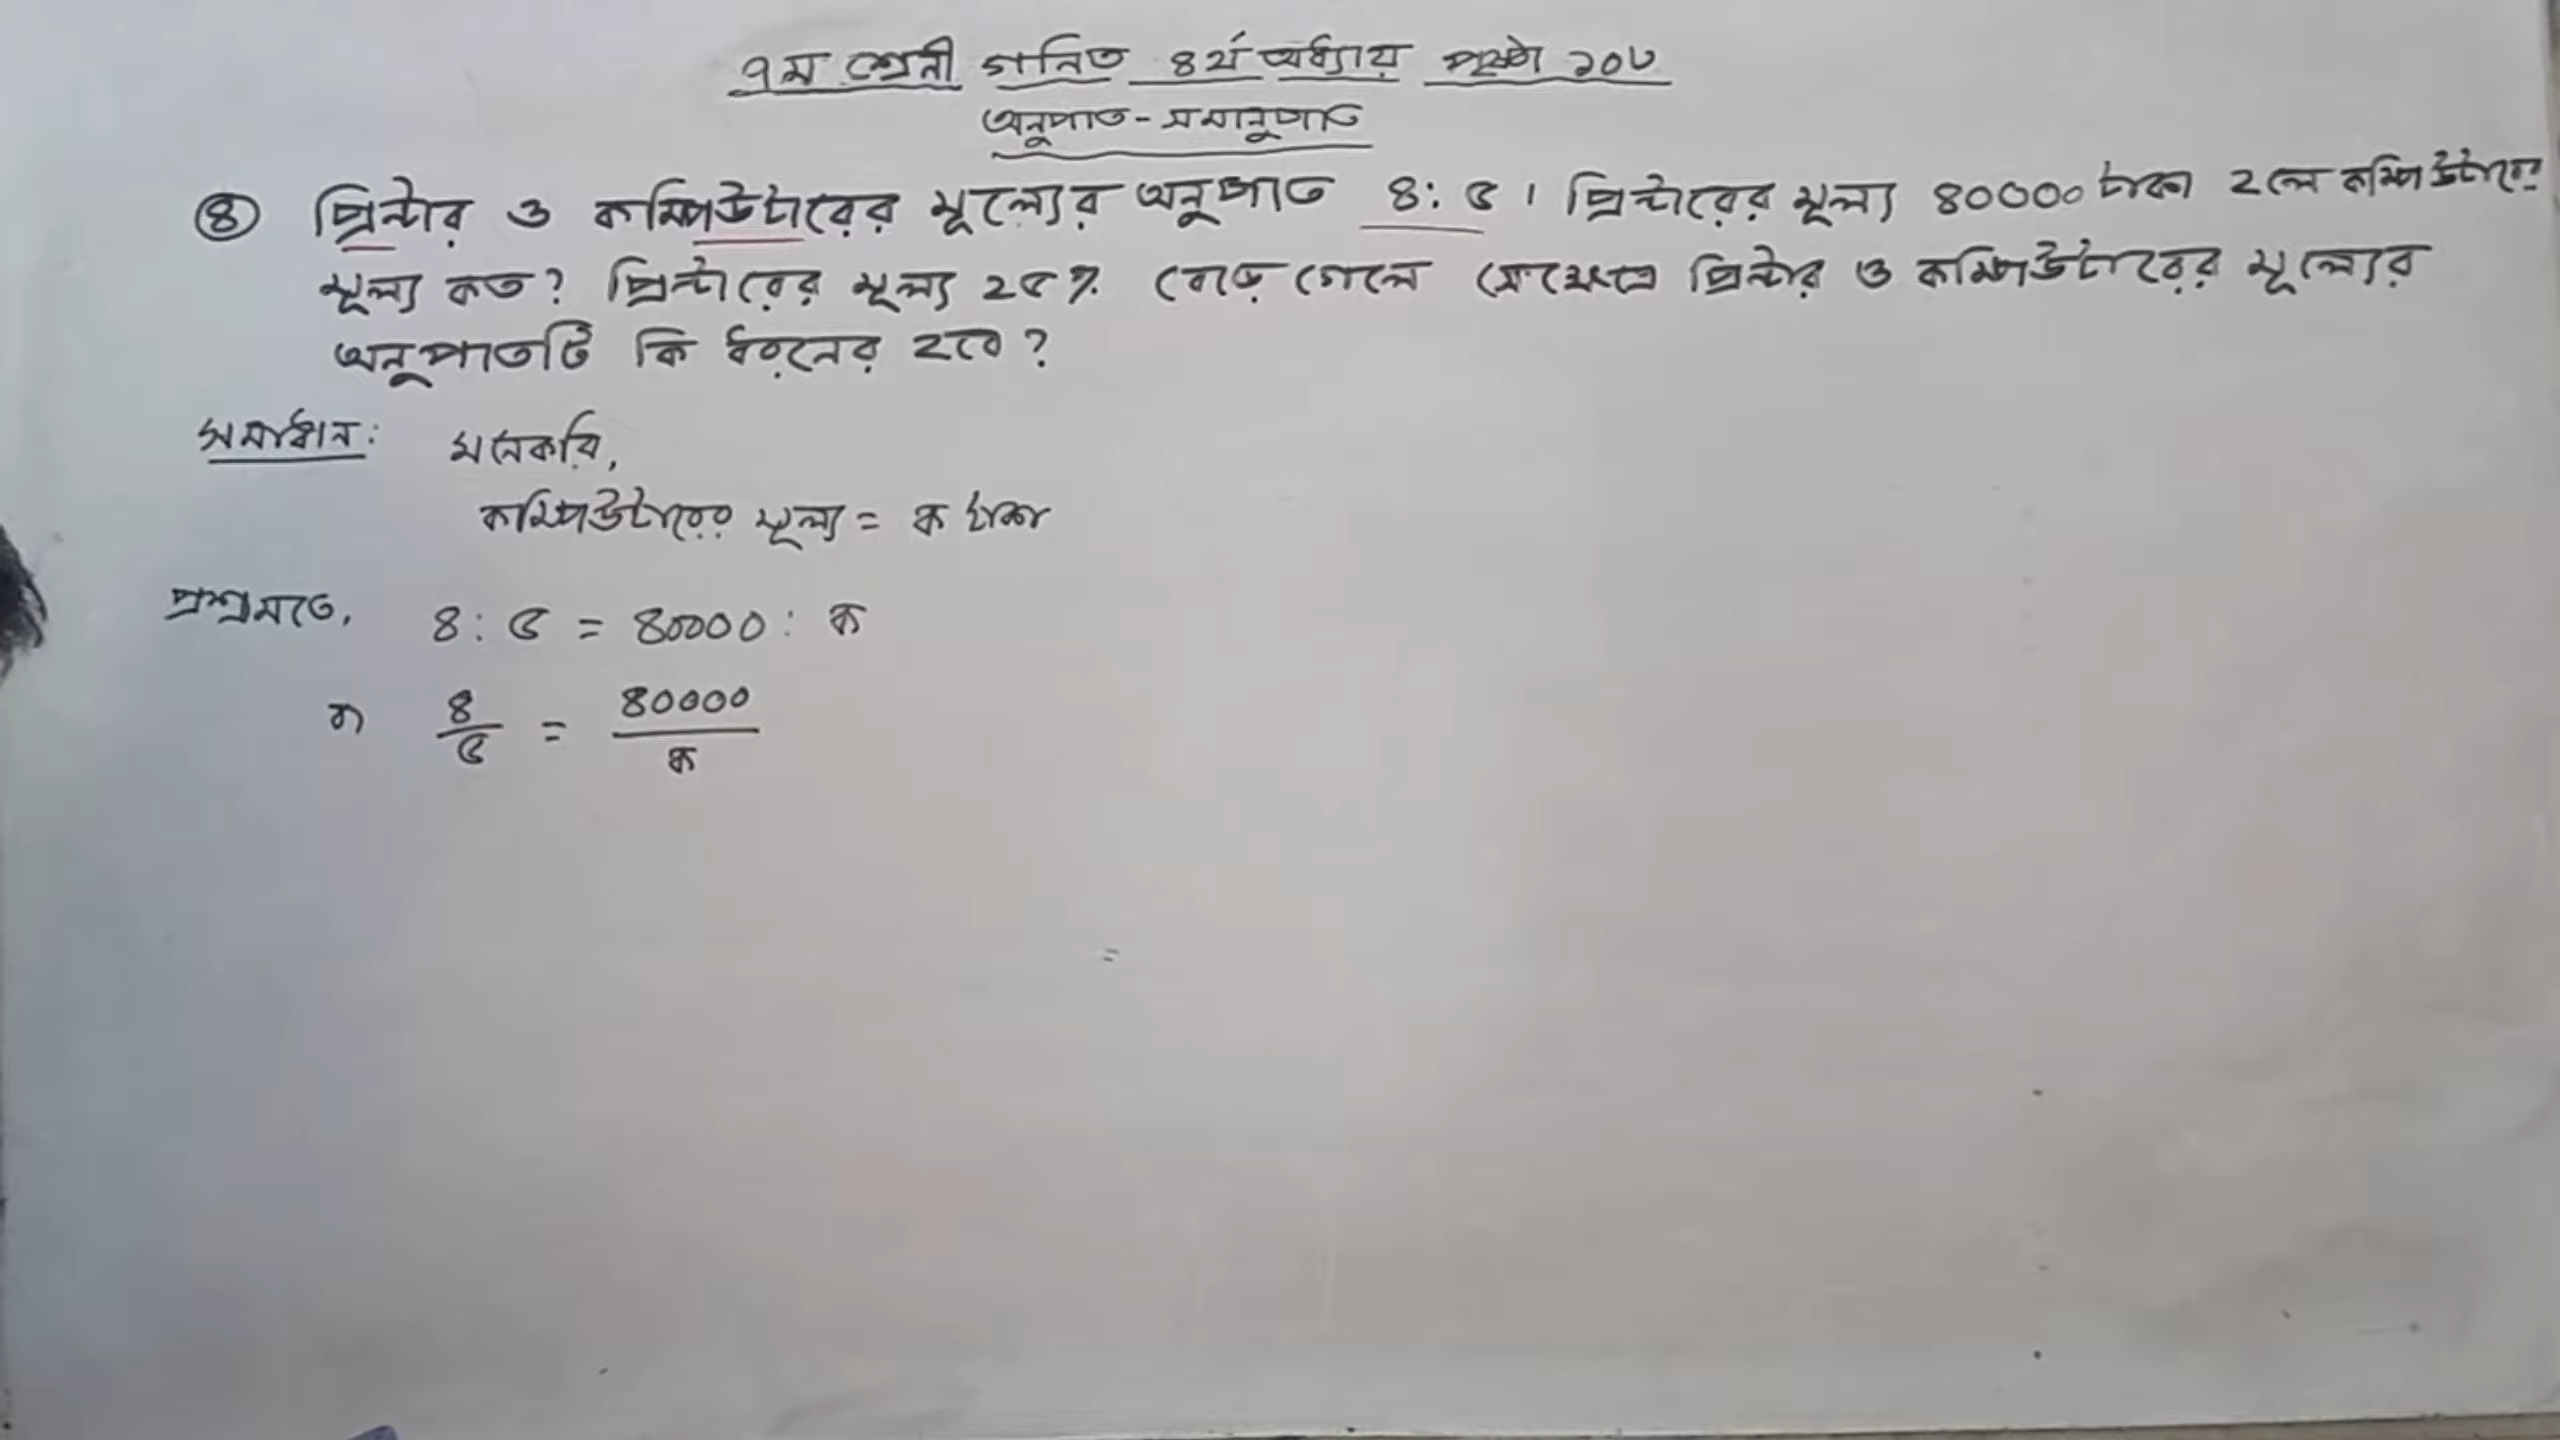 ৭ম শ্রেনী গনিত ৪র্থ অধ্যায় পৃষ্ঠা ১০৮
অনুপাত-সমানুপাত
৪ প্রিন্টার ও কম্পিউটারের মূল্যের অনুপাত ৪:৫। প্রিন্টারের মূল্য ৪০০০০ টাকা হলে কম্পিউটারের
মূল্য কত? প্রিন্টারের মূল্য ২৫% বেড়ে গেলে সেক্ষেত্রে প্রিন্টার ও কম্পিউটারের মূল্যের
অনুপাতটি কি ধরনের হবে?
সমাধান: মনেকরি,
কম্পিউটারের মূল্য = ক টাকা
প্রশ্নমতে, ৪:৫ = ৪০০০০: ক
বা ৪/৫ = ৪০০০০/ক